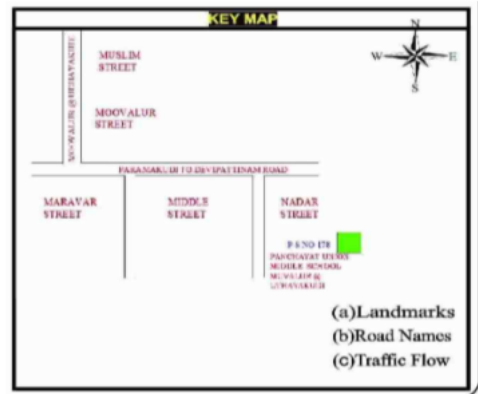 KEY MAP
N
W
E
S
MUSLIM
STREET
MOOVALUR
STREET
PARAMAKUDI TO DEVIPATTINAM ROAD
MARAVAR
STREET
MIDDLE
STREET
NADAR
STREET
P S NO 178
PANCHAYAT UNION
MIDDLE SCHOOL
(a)Landmarks
(b)Road Names
(c)Traffic Flow